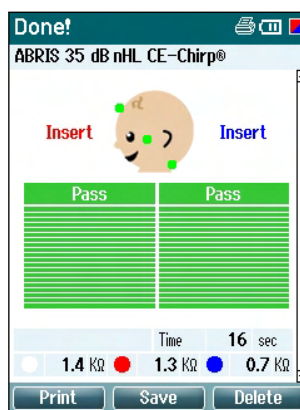 Done!
ABRIS 35 dB nHL CE-Chirp®
Insert Insert
Pass Pass
Time 16 sec
1.4 KΩ 1.3 KΩ 0.7 KΩ
Print Save Delete